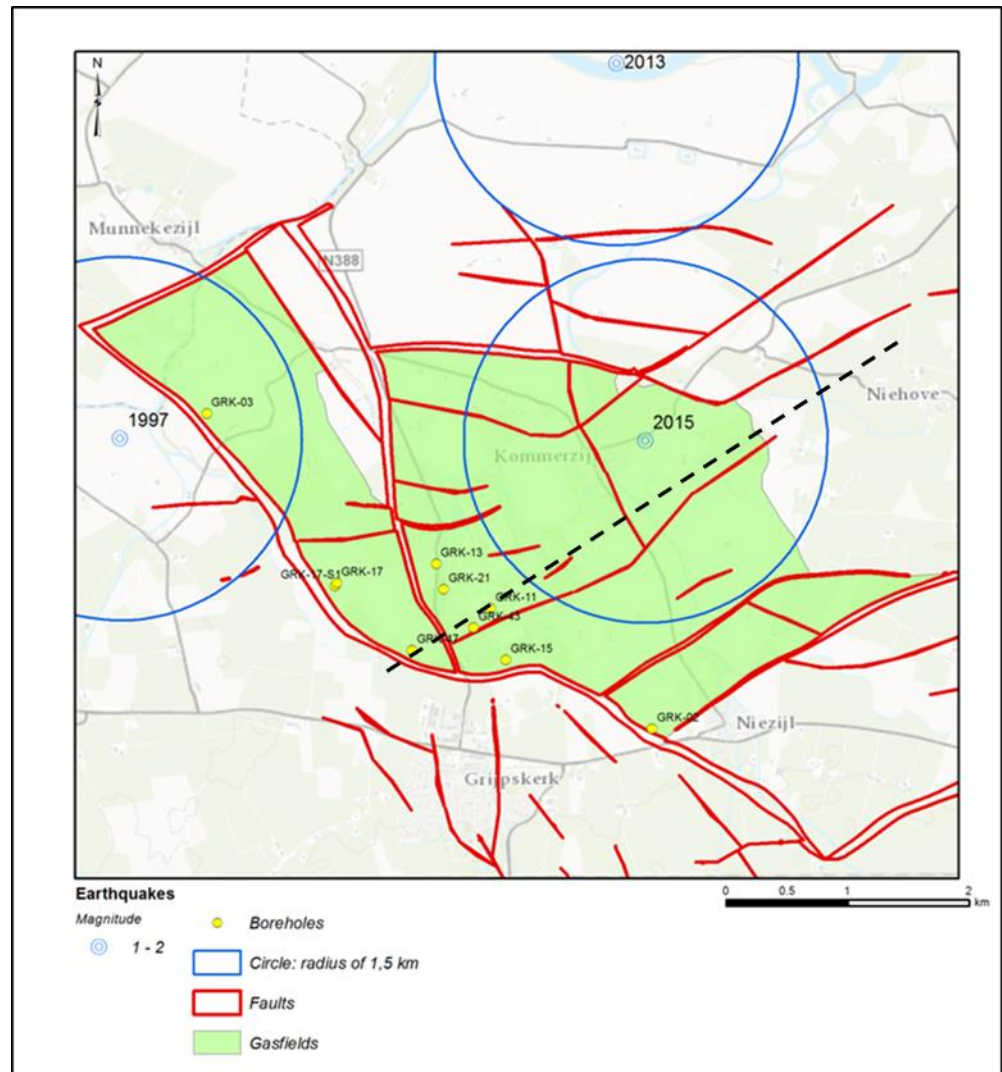 2013
N
S
Munnekezijl
N388
GRK-03
1997
2015
Niehove
Kommerzijl
GRK-13
GRK-17-S1
GRK-17
GRK-21
GRK-11
GRK-43
GRK-47
GRK-15
GRK-02
Niezijl
Grijpskerk
Earthquakes
Magnitude
1 - 2
Boreholes
Circle: radius of 1,5 km
Faults
Gasfields
0 0.5 1 2
km